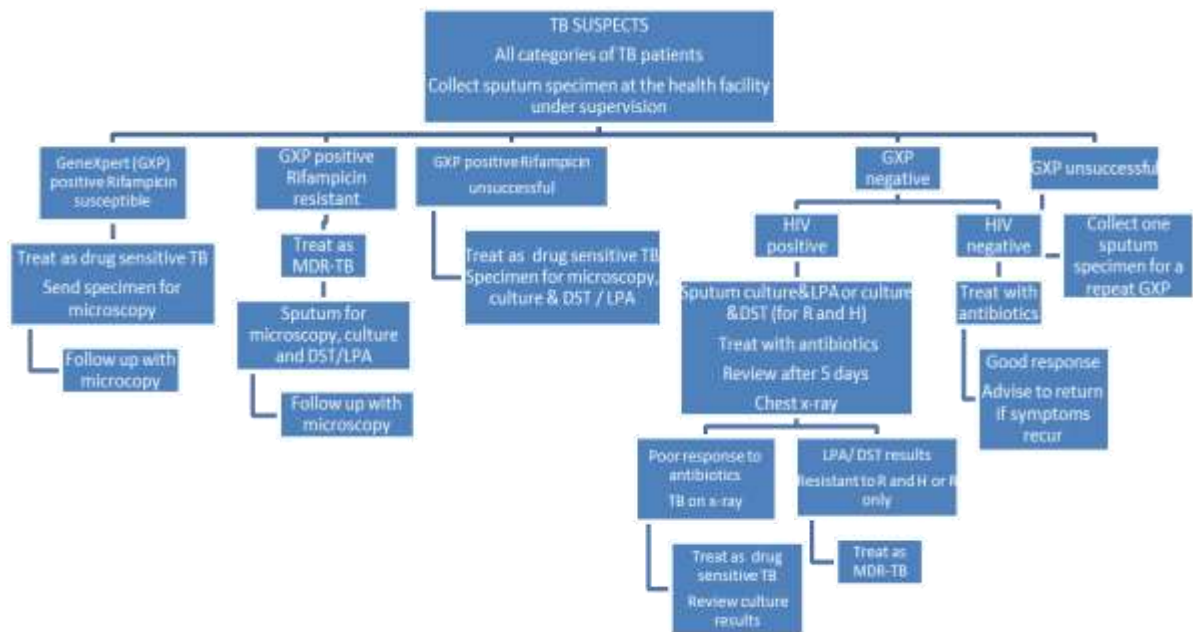 TB SUSPECTS
All categories of TB patients
Collect sputum specimen at the health facility
under supervision
GeneXpert (GXP)
positive Rifampicin
susceptible
GXP positive
Rifampicin
resistant
GXP positive Rifampicin
unsuccessful
GXP
negative
GXP unsuccessful
Treat as drug sensitive TB
Send specimen for
microscopy
Follow up with
microcopy
Treat as
MDR-TB
Sputum for
microscopy, culture
and DST/LPA
Follow up with
microscopy
Treat as drug sensitive TB
Specimen for microscopy,
culture & DST / LPA
HIV
positive
HIV
negative
Collect one
sputum
specimen for a
repeat GXP
Sputum culture&LPA or culture
&DST (for R and H)
Treat with antibiotics
Review after 5 days
Chest x-ray
Treat with
antibiotics
Good response
Advise to return
if symptoms
recur
Poor response to
antibiotics
TB on x-ray
LPA/ DST results
Resistant to R and H or R
only
Treat as drug
sensitive TB
Review culture
results
Treat as
MDR-TB